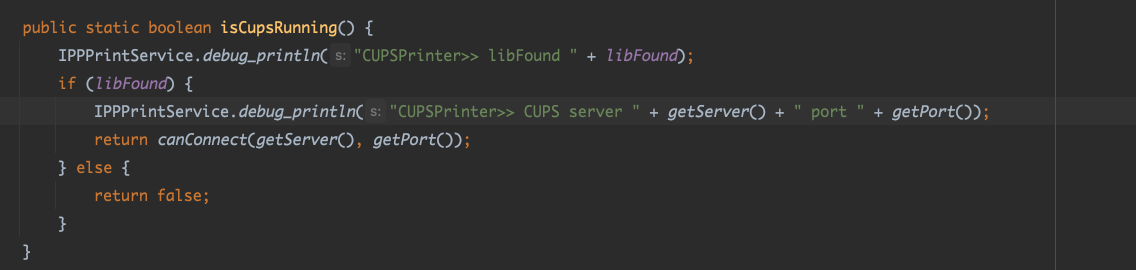 public static boolean isCupsRunning() {
    IPPPrintService.debug_println( s: "CUPSPrinter>> libFound " + libFound);
    if (libFound) {
        IPPPrintService.debug_println( s: "CUPSPrinter>> CUPS server " + getServer() + " port " + getPort());
        return canConnect(getServer(), getPort());
    } else {
        return false;
    }
}